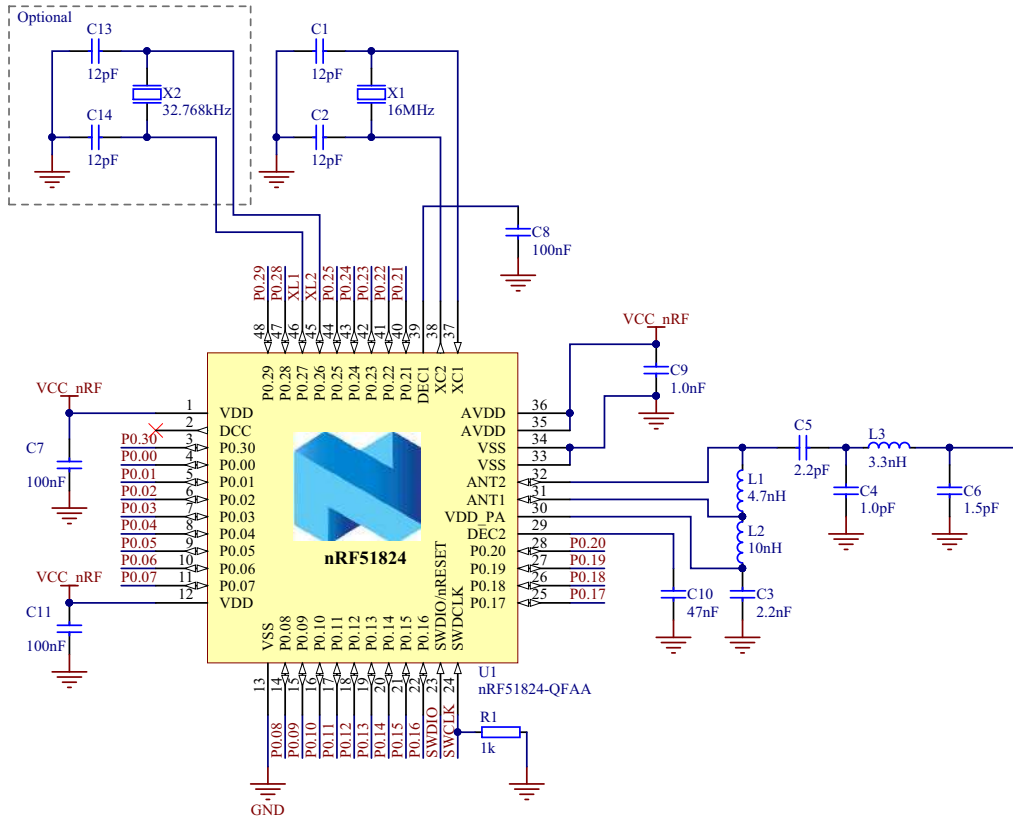 Optional
C13
12pF
X2
32.768kHz
C14
12pF
C1
12pF
X1
16MHz
C2
12pF
C8
100nF
P0.29
P0.28
XL1
XL2
P0.25
P0.24
P0.23
P0.22
P0.21
48
47
46
45
44
43
42
41
40
39
38
37
P0.29
P0.28
P0.27
P0.26
P0.25
P0.24
P0.23
P0.22
P0.21
DEC1
XC2
XC1
VCC_nRF
C7
100nF
P0.30
P0.00
P0.01
P0.02
P0.03
P0.04
P0.05
P0.06
P0.07
VCC_nRF
C11
100nF
1 VDD
2 DCC
3 P0.30
4 P0.00
5 P0.01
6 P0.02
7 P0.03
8 P0.04
9 P0.05
10 P0.06
11 P0.07
12 VDD
nRF51824
AVDD 36
AVDD 35
VSS 34
VSS 33
ANT2 32
ANT1 31
VDD_PA 30
DEC2 29
P0.20 28 P0.20
P0.19 27 P0.19
P0.18 26 P0.18
P0.17 25 P0.17
VCC_nRF
C9
1.0nF
C5
2.2pF
L3
3.3nH
L1
4.7nH
C4
1.0pF
C6
1.5pF
L2
10nH
C10
47nF
C3
2.2nF
VSS
P0.08
P0.09
P0.10
P0.11
P0.12
P0.13
P0.14
P0.15
P0.16
SWDIO/nRESET
SWDCLK
13
14
15
16
17
18
19
20
21
22
23
24
U1
nRF51824-QFAA
P0.08
P0.09
P0.10
P0.11
P0.12
P0.13
P0.14
P0.15
P0.16
SWDIO
SWCLK
R1
1k
GND